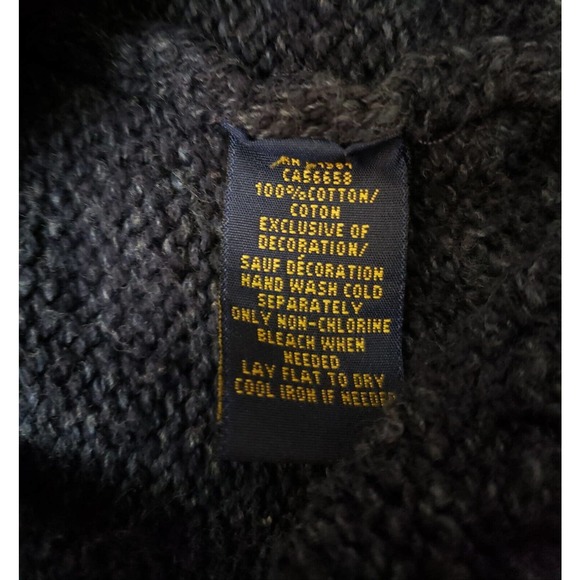 RN
CA56658
100%COTTON/
COTON
EXCLUSIVE OF
DECORATION/
SAUF DÉCORATION
HAND WASH COLD
SEPARATELY
ONLY NON-CHLORINE
BLEACH WHEN
NEEDED
LAY FLAT TO DRY
COOL IRON IF NEEDED